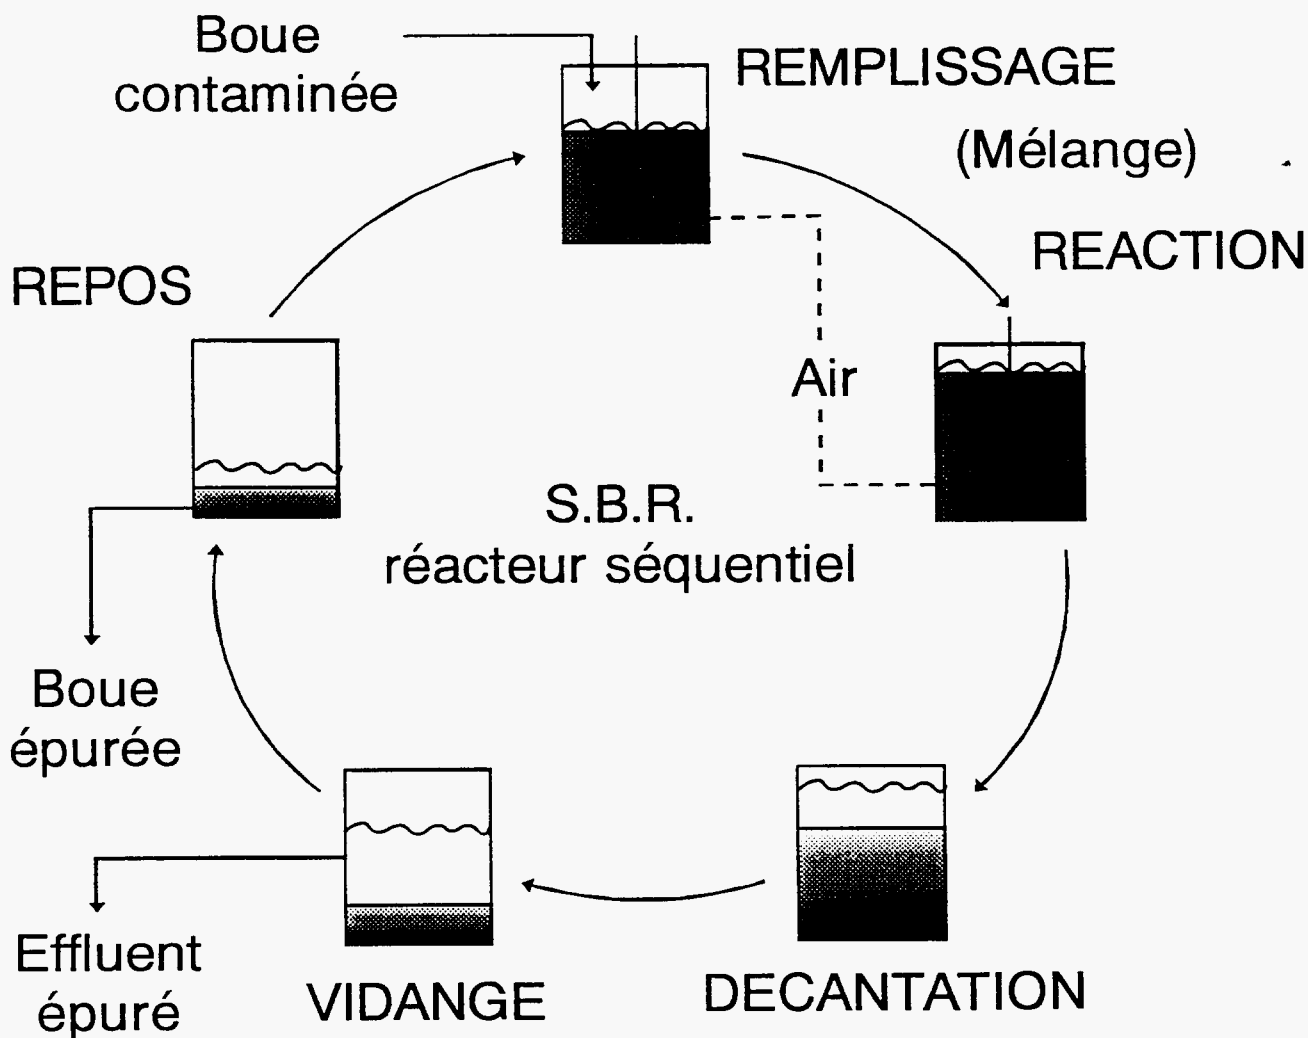 Boue
contaminée
REMPLISSAGE
(Mélange)
REACTION
REPOS
Air
S.B.R.
réacteur séquentiel
Boue
épurée
Effluent
épuré
VIDANGE
DECANTATION